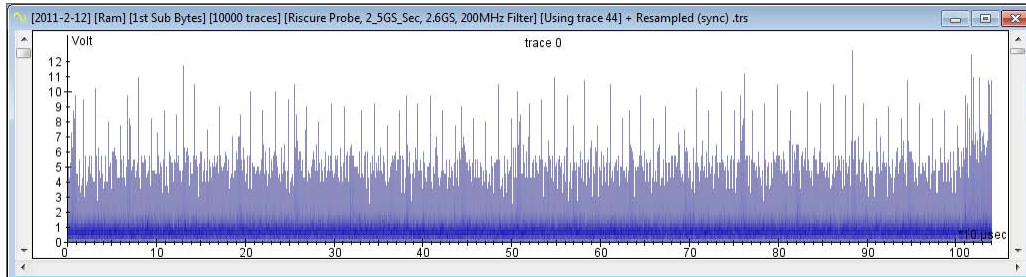 [2011-2-12] [Ram] [1st Sub Bytes] [10000 traces] [Riscure Probe, 2_5GS_Sec, 2.6GS, 200MHz Filter] [Using trace 44] + Resampled (sync) .trs
Volt
trace 0
12
11
10
9
8
7
6
5
4
3
2
1
0
0 10 20 30 40 50 60 70 80 90 100
*10 µsec